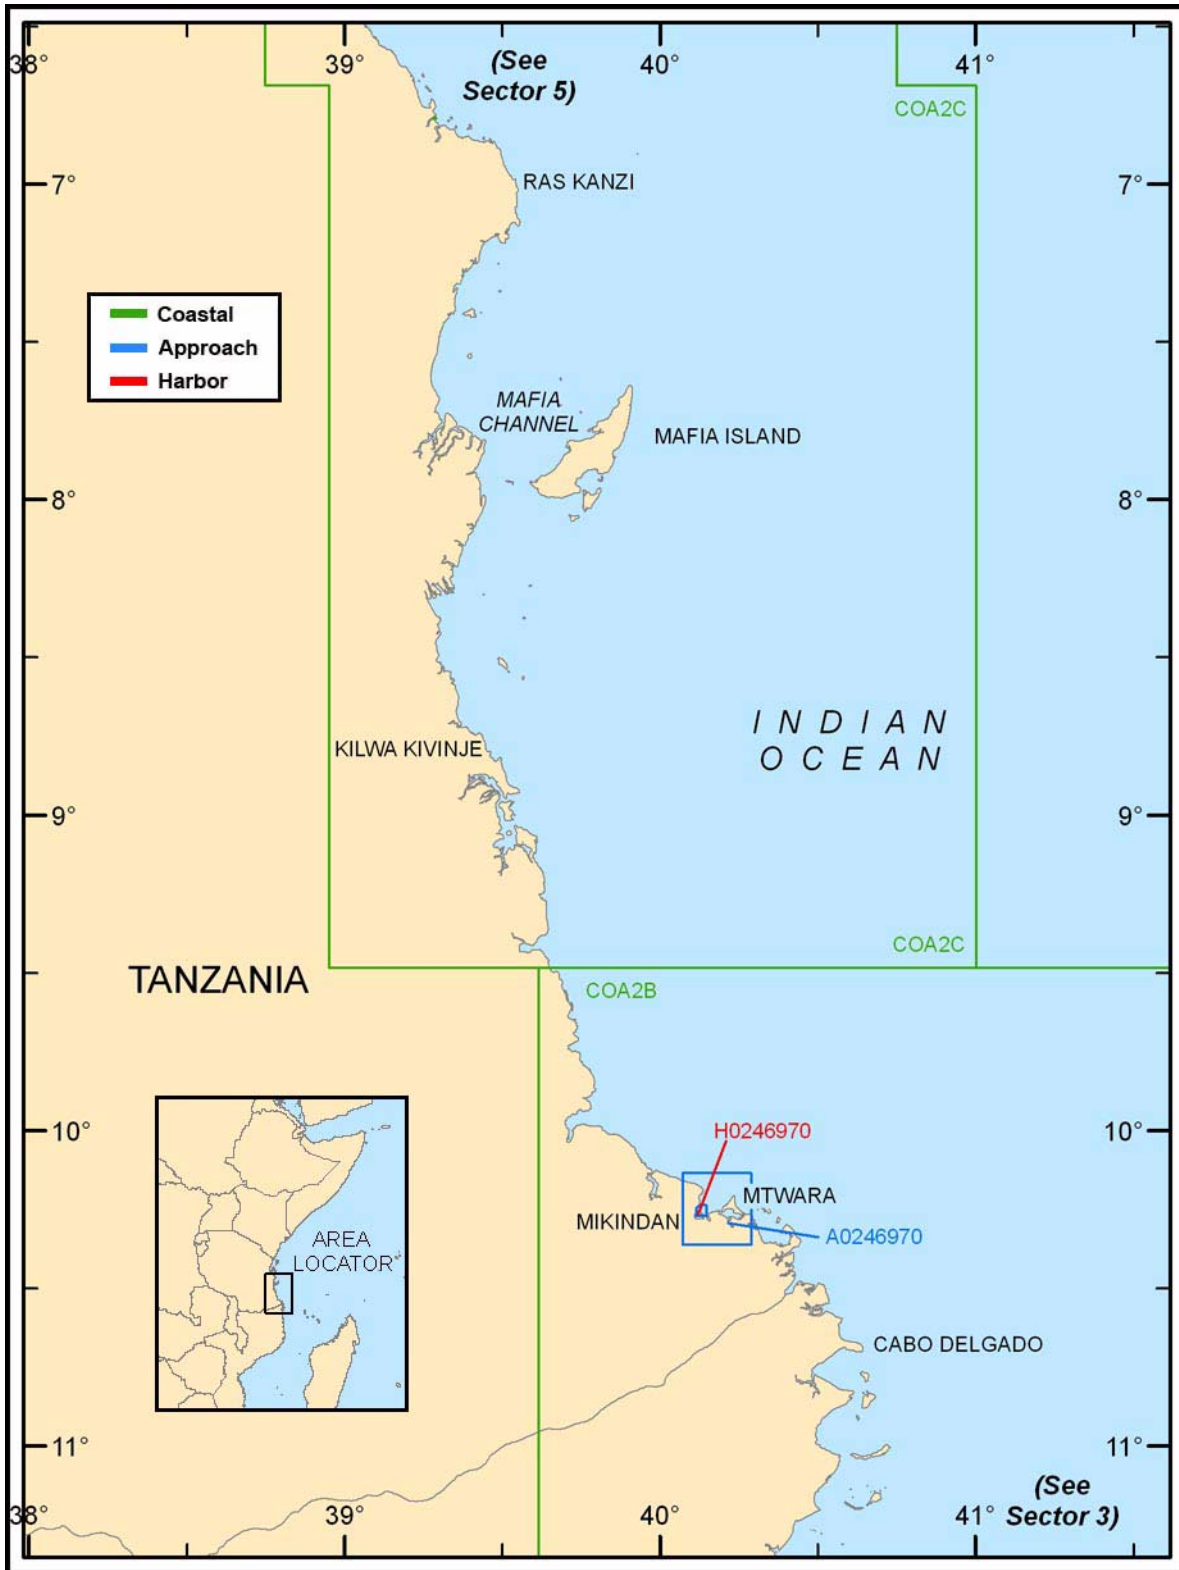 38°
39°
(See
Sector 5)
40°
41°
COA2C
7°
RAS KANZI
7°
Coastal
Approach
Harbor
MAFIA
CHANNEL
MAFIA ISLAND
8°
8°
INDIAN
OCEAN
KILWA KIVINJE
9°
9°
COA2C
TANZANIA
COA2B
10°
H0246970
10°
MTWARA
MIKINDAN
A0246970
AREA
LOCATOR
CABO DELGADO
11°
11°
(See
Sector 3)
38°
39°
40°
41°